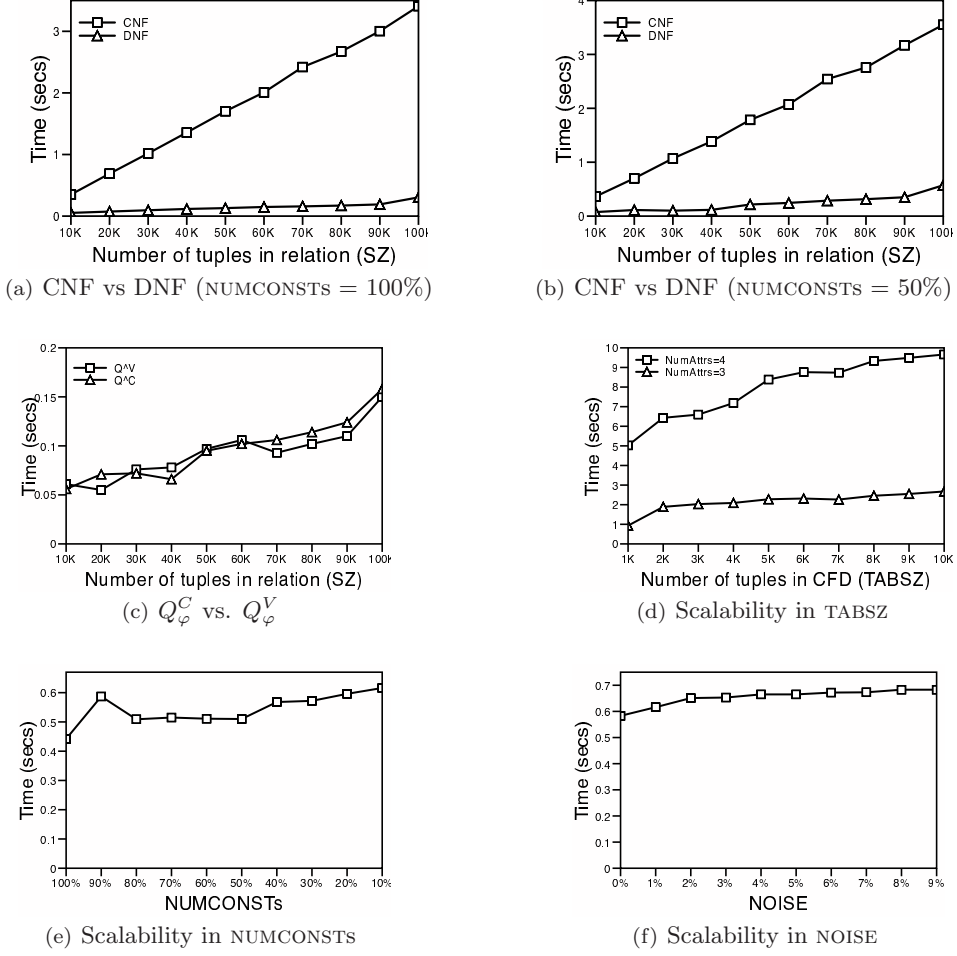 CNF
DNF
3
2
1
0
Time (secs)
10K 20K 30K 40K 50K 60K 70K 80K 90K 100K
Number of tuples in relation (SZ)
(a) CNF vs DNF (NUMCONSTs = 100%)
CNF
DNF
4
3
2
1
0
Time (secs)
10K 20K 30K 40K 50K 60K 70K 80K 90K 100K
Number of tuples in relation (SZ)
(b) CNF vs DNF (NUMCONSTs = 50%)
Q^V
Q^C
0.2
0.15
0.1
0.05
0
Time (secs)
10K 20K 30K 40K 50K 60K 70K 80K 90K 100K
Number of tuples in relation (SZ)
(c) Q^C_φ vs. Q^V_φ
NumAttrs=4
NumAttrs=3
10
9
8
7
6
5
4
3
2
1
0
Time (secs)
1K 2K 3K 4K 5K 6K 7K 8K 9K 10K
Number of tuples in CFD (TABSZ)
(d) Scalability in TABSZ
0.6
0.5
0.4
0.3
0.2
0.1
0
Time (secs)
100% 90% 80% 70% 60% 50% 40% 30% 20% 10%
NUMCONSTs
(e) Scalability in NUMCONSTs
0.7
0.6
0.5
0.4
0.3
0.2
0.1
0
Time (secs)
0% 1% 2% 3% 4% 5% 6% 7% 8% 9%
NOISE
(f) Scalability in NOISE